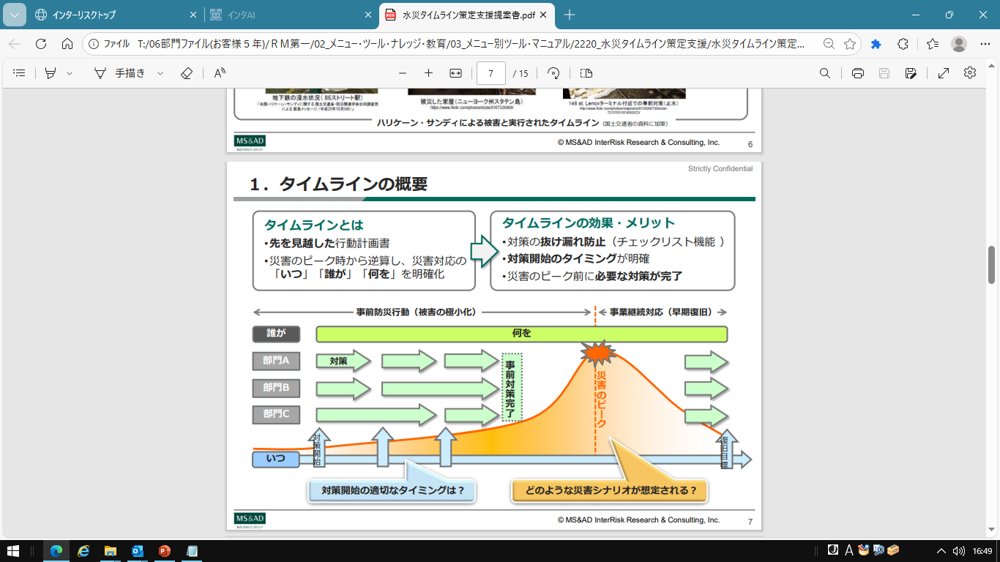 インターリスクトップ
インタAI
水災タイムライン策定支援提案書.pdf
ファイル T:/06部門ファイル(お客様５年)/ＲＭ第一/02_メニュー・ツール・ナレッジ・教育/03_メニュー別ツール・マニュアル/2220_水災タイムライン策定支援/水災タイムライン策定...
手描き
7 / 15
地下鉄の浸水状況（86ストリート駅）
被災した家屋（ニューヨーク州スタテン島）
148 st. Lenoxターミナル付近での事前対策(止水)
ハリケーン・サンディによる被害と実行されたタイムライン（国土交通省の資料に加筆）
MS&AD
INSURANCE GROUP
© MS&AD InterRisk Research & Consulting, Inc.
6
Strictly Confidential
１．タイムラインの概要
タイムラインとは
•先を見越した行動計画書
•災害のピーク時から逆算し、災害対応の
「いつ」「誰が」「何を」を明確化
タイムラインの効果・メリット
•対策の抜け漏れ防止（チェックリスト機能 ）
•対策開始のタイミングが明確
•災害のピーク前に必要な対策が完了
事前防災行動（被害の極小化）
事業継続対応（早期復旧）
誰が
何を
部門A
対策
部門B
部門C
事前対策完了
災害のピーク
対策開始
復旧目標
いつ
対策開始の適切なタイミングは？
どのような災害シナリオが想定される？
MS&AD
INSURANCE GROUP
© MS&AD InterRisk Research & Consulting, Inc.
7
A
16:49